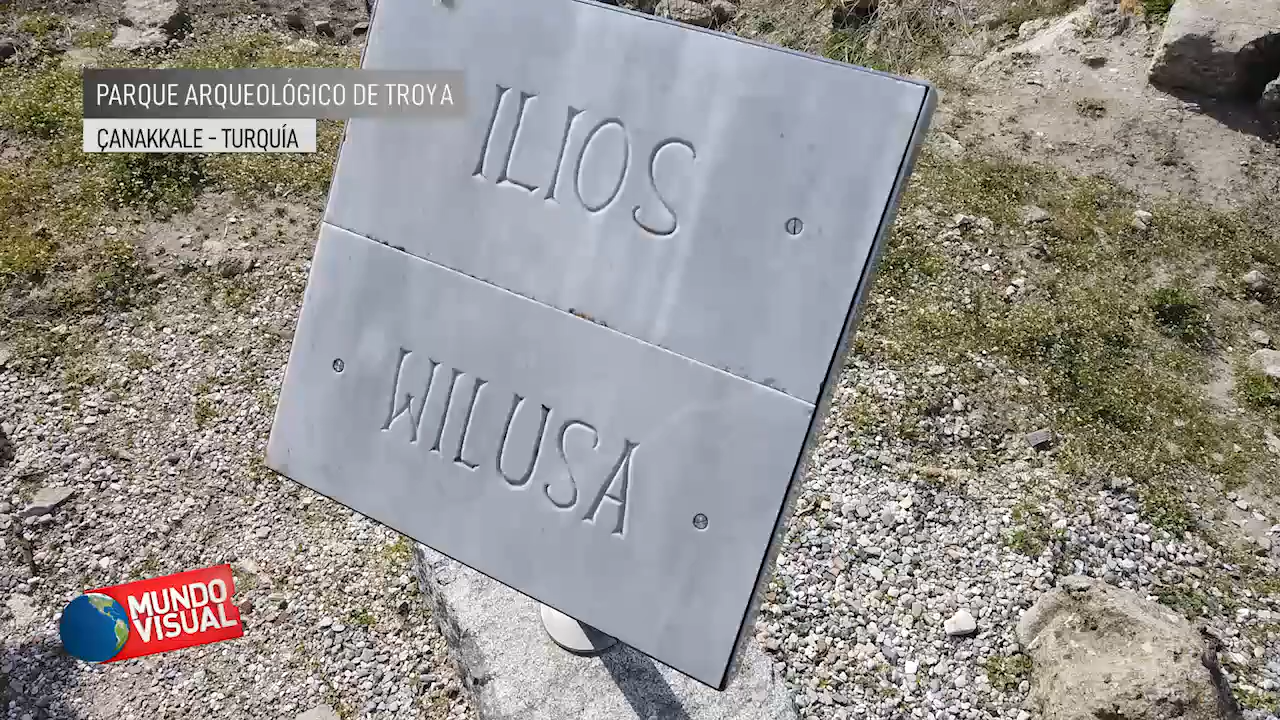 PARQUE ARQUEOLÓGICO DE TROYA
ÇANAKKALE - TURQUÍA
ILIOS
WILUSA
MUNDO
VISUAL